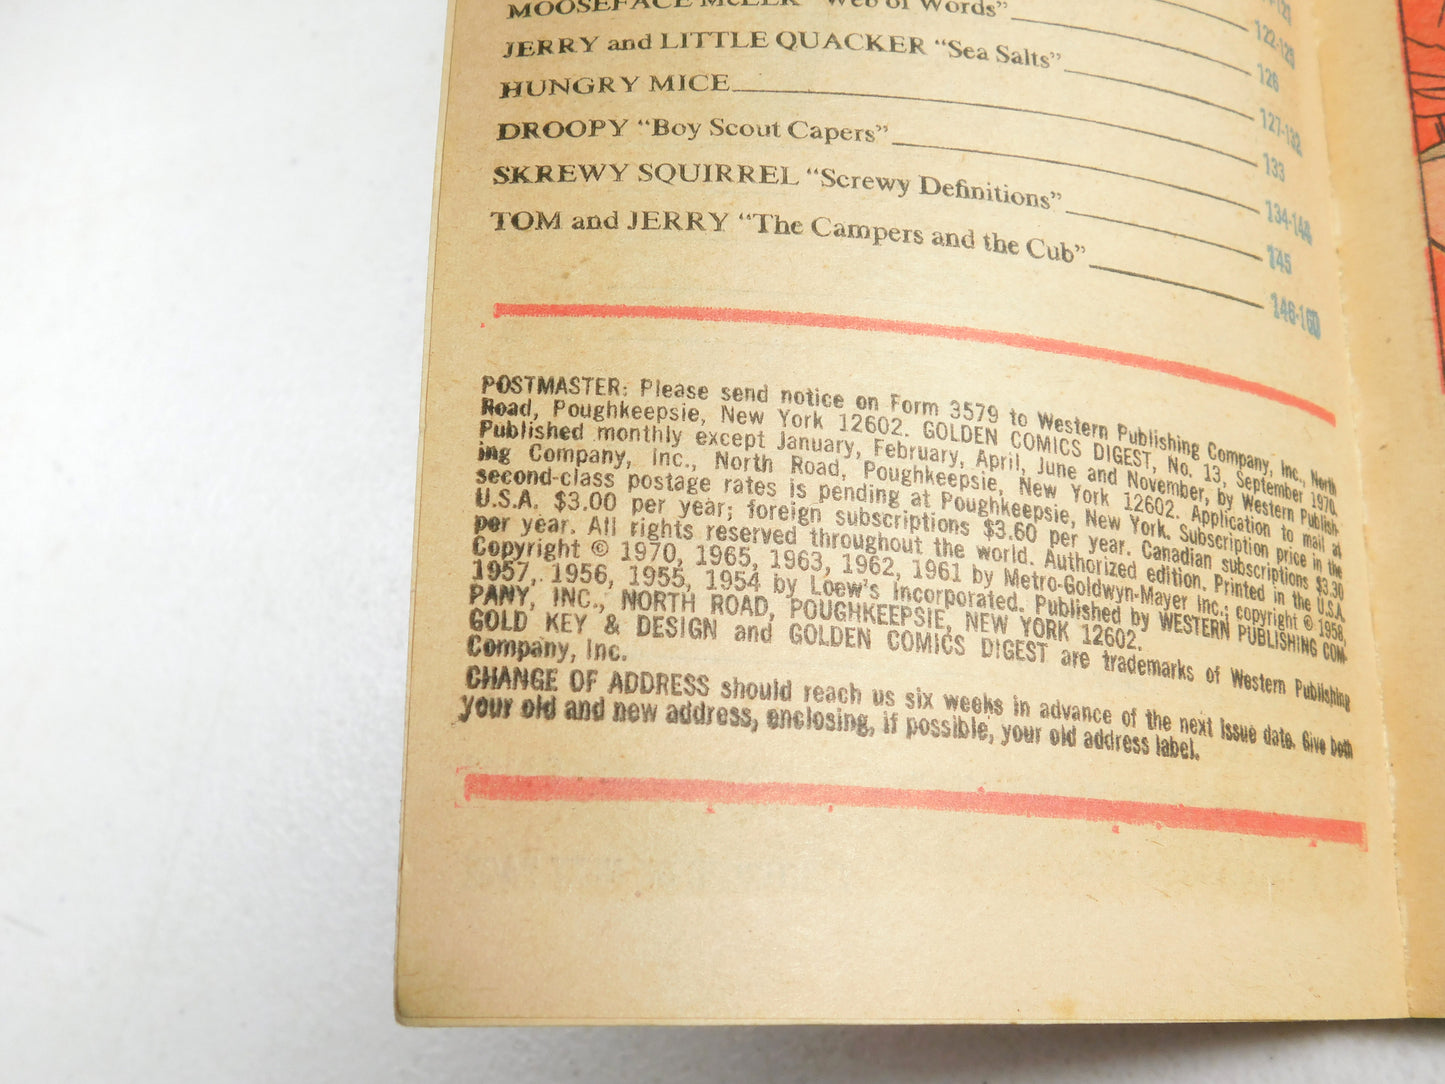 MOOSEFACE McELK "Web of Words"
122-125
JERRY and LITTLE QUACKER "Sea Salts"
126
HUNGRY MICE
127-132
DROOPY "Boy Scout Capers"
133
SKREWY SQUIRREL "Screwy Definitions"
134-144
TOM and JERRY "The Campers and the Cub"
145
146-160
POSTMASTER: Please send notice on Form 3579 to Western Publishing Company, Inc., North
Road, Poughkeepsie, New York 12602. GOLDEN COMICS DIGEST, No. 13, September 1970.
Published monthly except January, February, April, June and November, by Western Publish-
ing Company, Inc., North Road, Poughkeepsie, New York 12602. Application to mail at
second-class postage rates is pending at Poughkeepsie, New York. Subscription price in the
U.S.A. $3.00 per year; foreign subscriptions $3.60 per year. Canadian subscriptions $3.30
per year. All rights reserved throughout the world. Authorized edition. Printed in the U.S.A.
Copyright © 1970, 1965, 1963, 1962, 1961 by Metro-Goldwyn-Mayer Inc.; copyright © 1958,
1957, 1956, 1955, 1954 by Loew's Incorporated. Published by WESTERN PUBLISHING COM-
PANY, INC., NORTH ROAD, POUGHKEEPSIE, NEW YORK 12602.
GOLD KEY & DESIGN and GOLDEN COMICS DIGEST are trademarks of Western Publishing
Company, Inc.
CHANGE OF ADDRESS should reach us six weeks in advance of the next issue date. Give both
your old and new address, enclosing, if possible, your old address label.